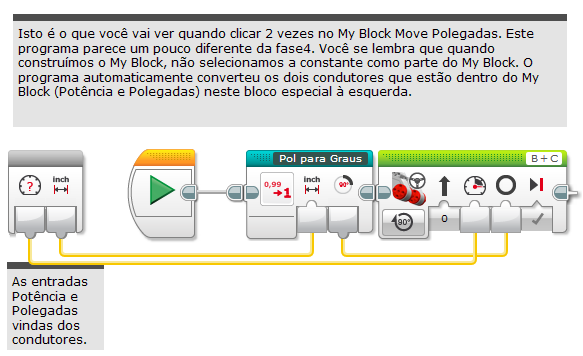 Isto é o que você vai ver quando clicar 2 vezes no My Block Move Polegadas. Este
programa parece um pouco diferente da fase4. Você se lembra que quando
construímos o My Block, não selecionamos a constante como parte do My Block. O
programa automaticamente converteu os dois condutores que estão dentro do My
Block (Potência e Polegadas) neste bloco especial à esquerda.
Pol para Graus
B + C
?
inch
0,99
1
inch
90°
90°
0
As entradas
Potência e
Polegadas
vindas dos
condutores.